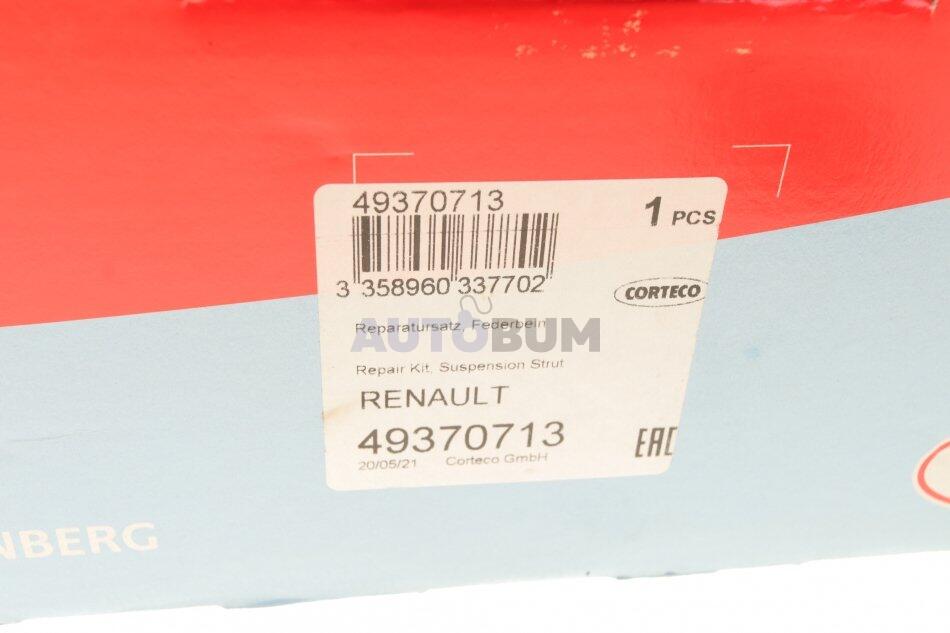 49370713
1 PCS
3 358960 337702
CORTECO
Reparatursatz, Federbein
AUTOBUM
Repair Kit, Suspension Strut
RENAULT
49370713
EAC
20/05/21 Corteco GmbH
NBERG